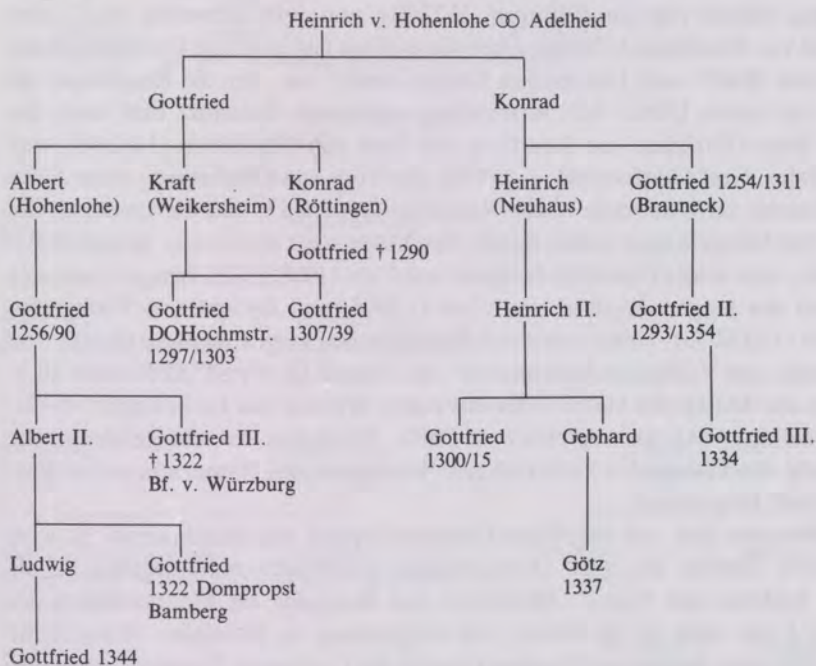 Heinrich v. Hohenlohe ⚭ Adelheid
Gottfried
Konrad
Albert
(Hohenlohe)
Kraft
(Weikersheim)
Konrad
(Röttingen)
Heinrich
(Neuhaus)
Gottfried 1254/1311
(Brauneck)
Gottfried † 1290
Gottfried
1256/90
Gottfried
DOHochmstr.
1297/1303
Gottfried
1307/39
Heinrich II.
Gottfried II.
1293/1354
Albert II.
Gottfried III.
† 1322
Bf. v. Würzburg
Gottfried
1300/15
Gebhard
Gottfried III.
1334
Ludwig
Gottfried
1322 Dompropst
Bamberg
Götz
1337
Gottfried 1344